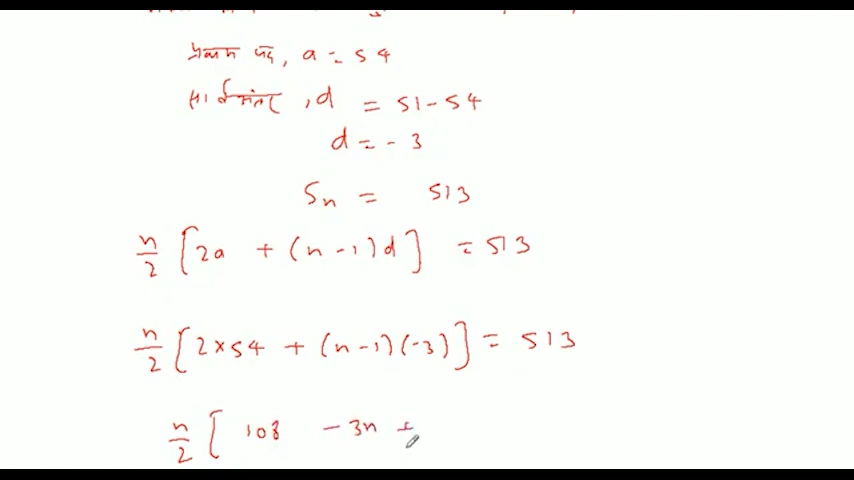 प्रथम पद, a = 54
सार्वअंतर, d = 51 - 54
d = - 3
Sn = 513
n/2 [2a + (n - 1)d] = 513
n/2 [2×54 + (n - 1)(-3)] = 513
n/2 [ 108 - 3n +